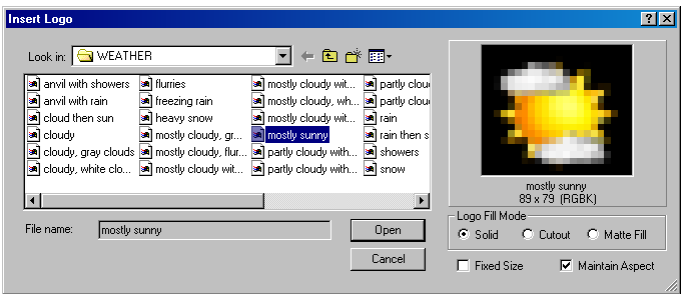 Insert Logo
Look in: WEATHER
anvil with showers flurries mostly cloudy wit... partly clou
anvil with rain freezing rain mostly cloudy, wh... partly clou
cloud then sun heavy snow mostly cloudy wit... rain
cloudy mostly cloudy, gr... mostly sunny rain then s
cloudy, gray clouds mostly cloudy, flur... partly cloudy with... showers
cloudy, white clo... mostly cloudy wit... partly cloudy with... snow
mostly sunny
89 x 79 (RGBK)
File name: mostly sunny Open
Cancel
Logo Fill Mode
Solid Cutout Matte Fill
Fixed Size Maintain Aspect